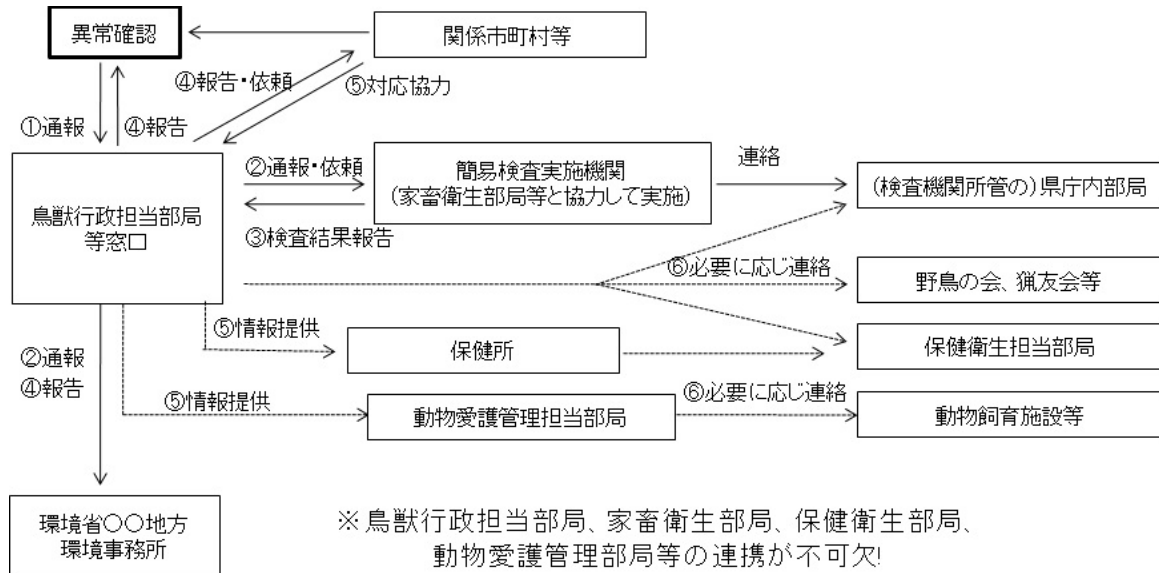 異常確認
関係市町村等
④報告・依頼
⑤対応協力
①通報
④報告
②通報・依頼
簡易検査実施機関
(家畜衛生部局等と協力して実施)
連絡
(検査機関所管の)県庁内部局
鳥獣行政担当部局
等窓口
③検査結果報告
⑥必要に応じ連絡
野鳥の会、猟友会等
⑤情報提供
保健所
保健衛生担当部局
②通報
④報告
⑤情報提供
動物愛護管理担当部局
⑥必要に応じ連絡
動物飼育施設等
環境省〇〇地方
環境事務所
※鳥獣行政担当部局、家畜衛生部局、保健衛生部局、
動物愛護管理部局等の連携が不可欠!